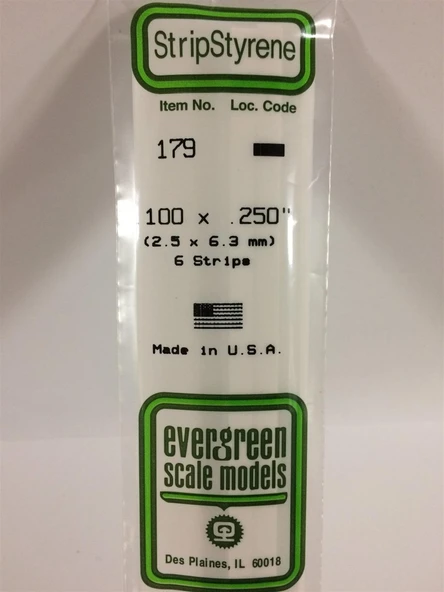 StripStyrene
Item No. Loc. Code
179
100 x .250"
(2.5 x 6.3 mm)
6 Strips
Made in U.S.A.
evergreen
scale models
Des Plaines, IL 60018